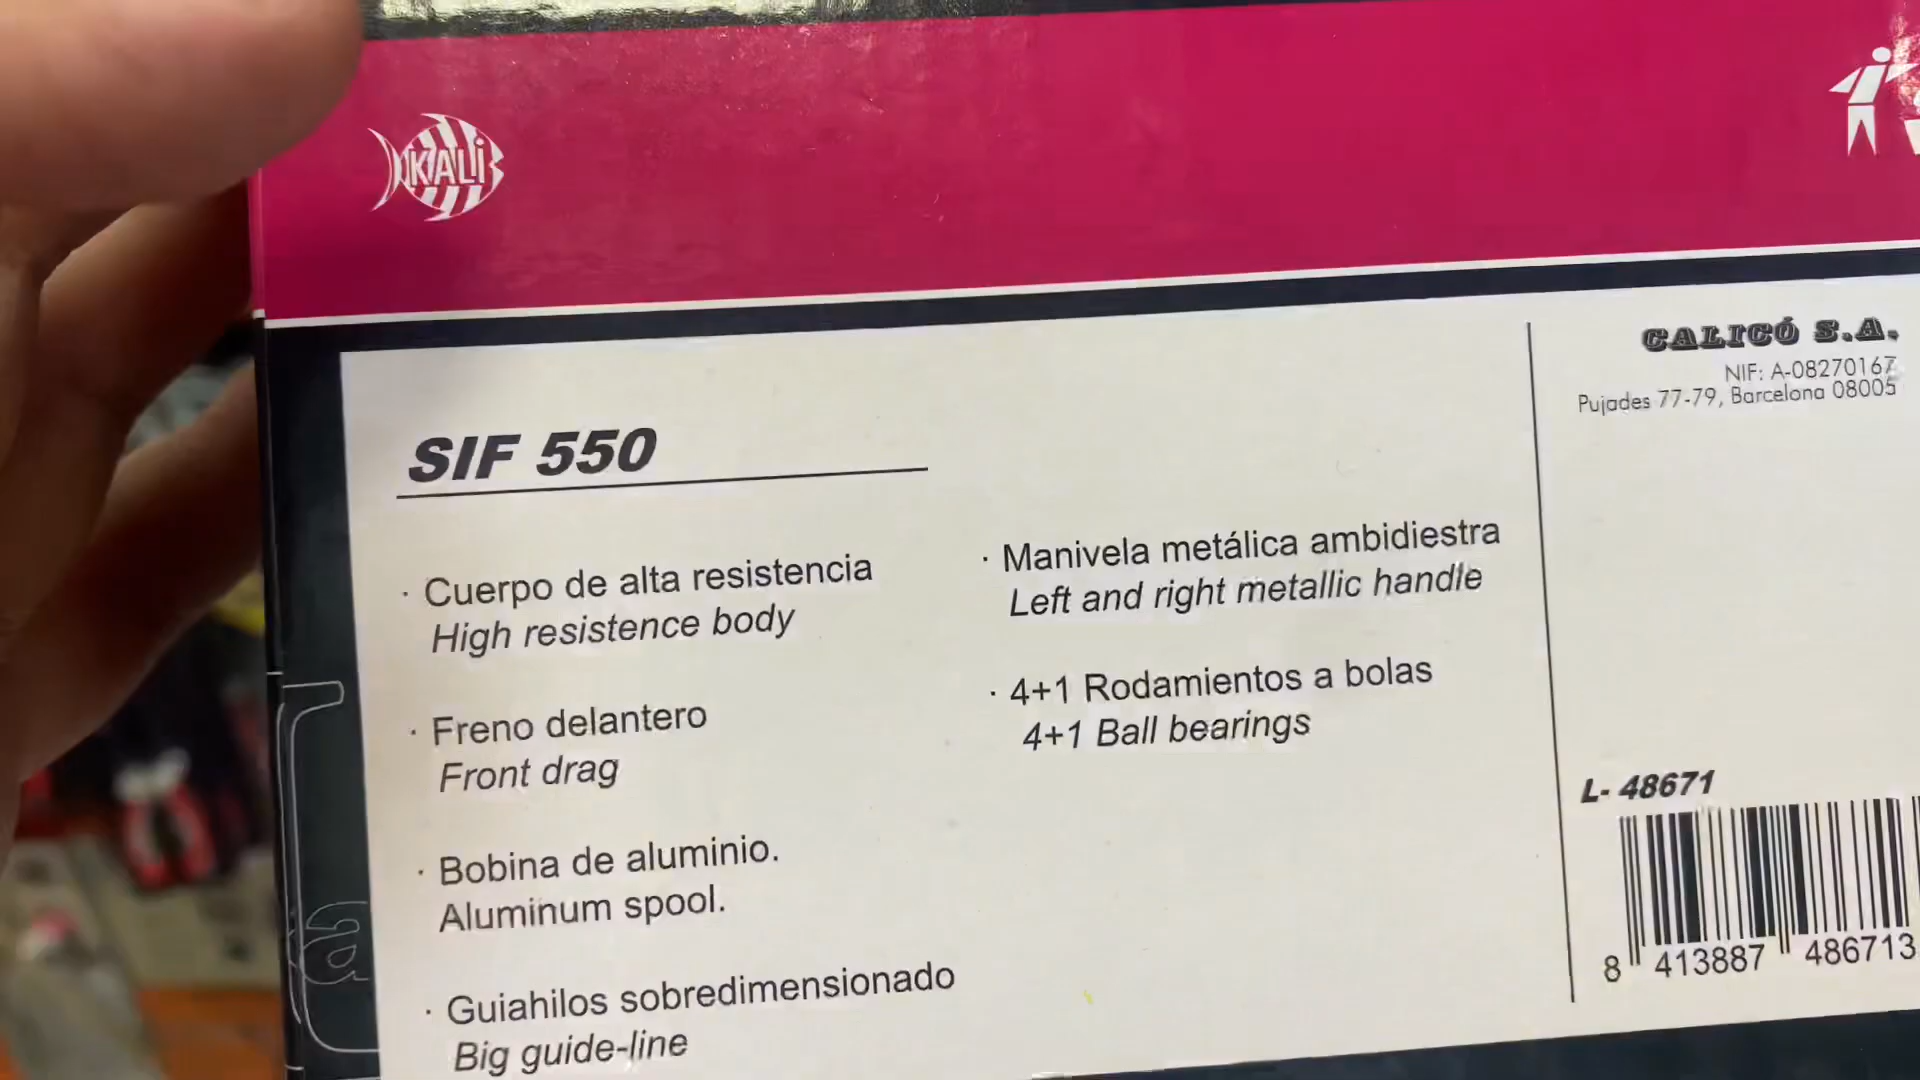 KALI
SIF 550
· Cuerpo de alta resistencia
High resistence body
· Freno delantero
Front drag
· Bobina de aluminio.
Aluminum spool.
· Guiahilos sobredimensionado
Big guide-line
· Manivela metálica ambidiestra
Left and right metallic handle
· 4+1 Rodamientos a bolas
4+1 Ball bearings
CALICÓ S.A.
NIF: A-08270167
Pujades 77-79, Barcelona 08005
L- 48671
8 413887 486713
a